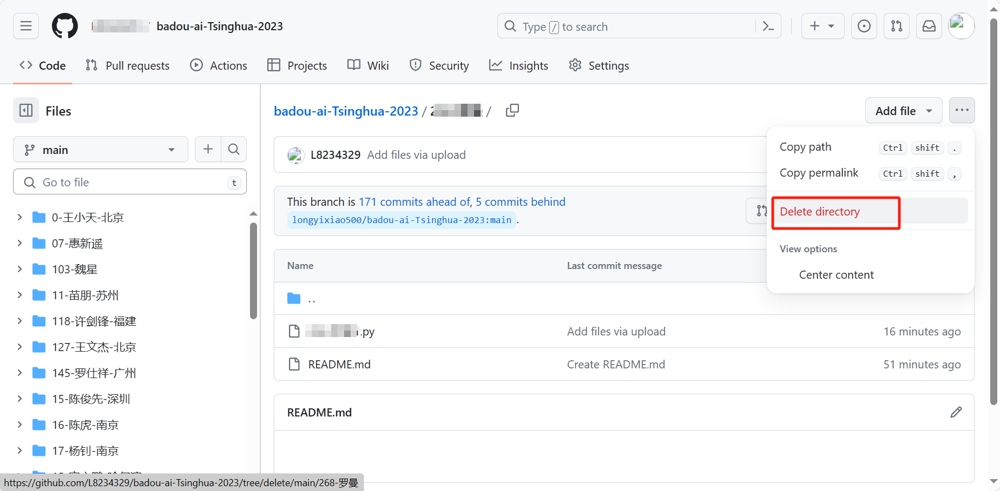 badou-ai-Tsinghua-2023
Type / to search
Code Pull requests Actions Projects Wiki Security Insights Settings
Files
main
Go to file t
0-王小天-北京
07-惠新遥
103-魏星
11-苗朋-苏州
118-许剑锋-福建
127-王文杰-北京
145-罗仕祥-广州
15-陈俊先-深圳
16-陈虎-南京
17-杨钊-南京
badou-ai-Tsinghua-2023 / /
Add file
L8234329 Add files via upload
This branch is 171 commits ahead of, 5 commits behind
longyixiao500/badou-ai-Tsinghua-2023:main .
Copy path Ctrl shift .
Copy permalink Ctrl shift ,
Delete directory
View options
Center content
Name Last commit message
..
.py Add files via upload 16 minutes ago
README.md Create README.md 51 minutes ago
README.md
https://github.com/L8234329/badou-ai-Tsinghua-2023/tree/delete/main/268-罗曼